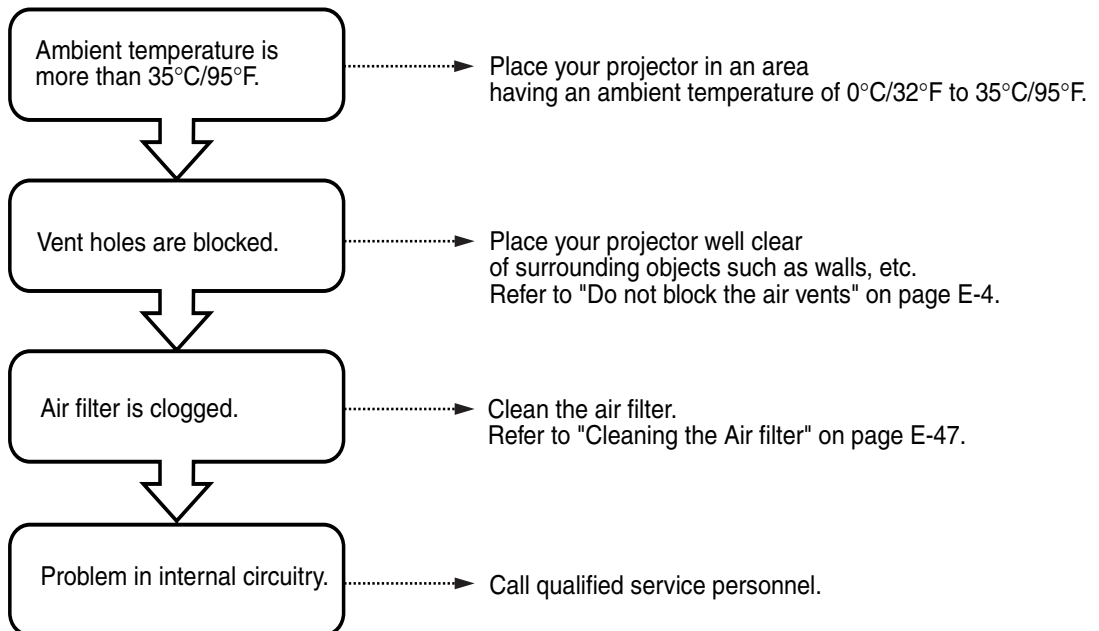 Ambient temperature is
more than 35°C/95°F.
Place your projector in an area
having an ambient temperature of 0°C/32°F to 35°C/95°F.
Vent holes are blocked.
Place your projector well clear
of surrounding objects such as walls, etc.
Refer to "Do not block the air vents" on page E-4.
Air filter is clogged.
Clean the air filter.
Refer to "Cleaning the Air filter" on page E-47.
Problem in internal circuitry.
Call qualified service personnel.